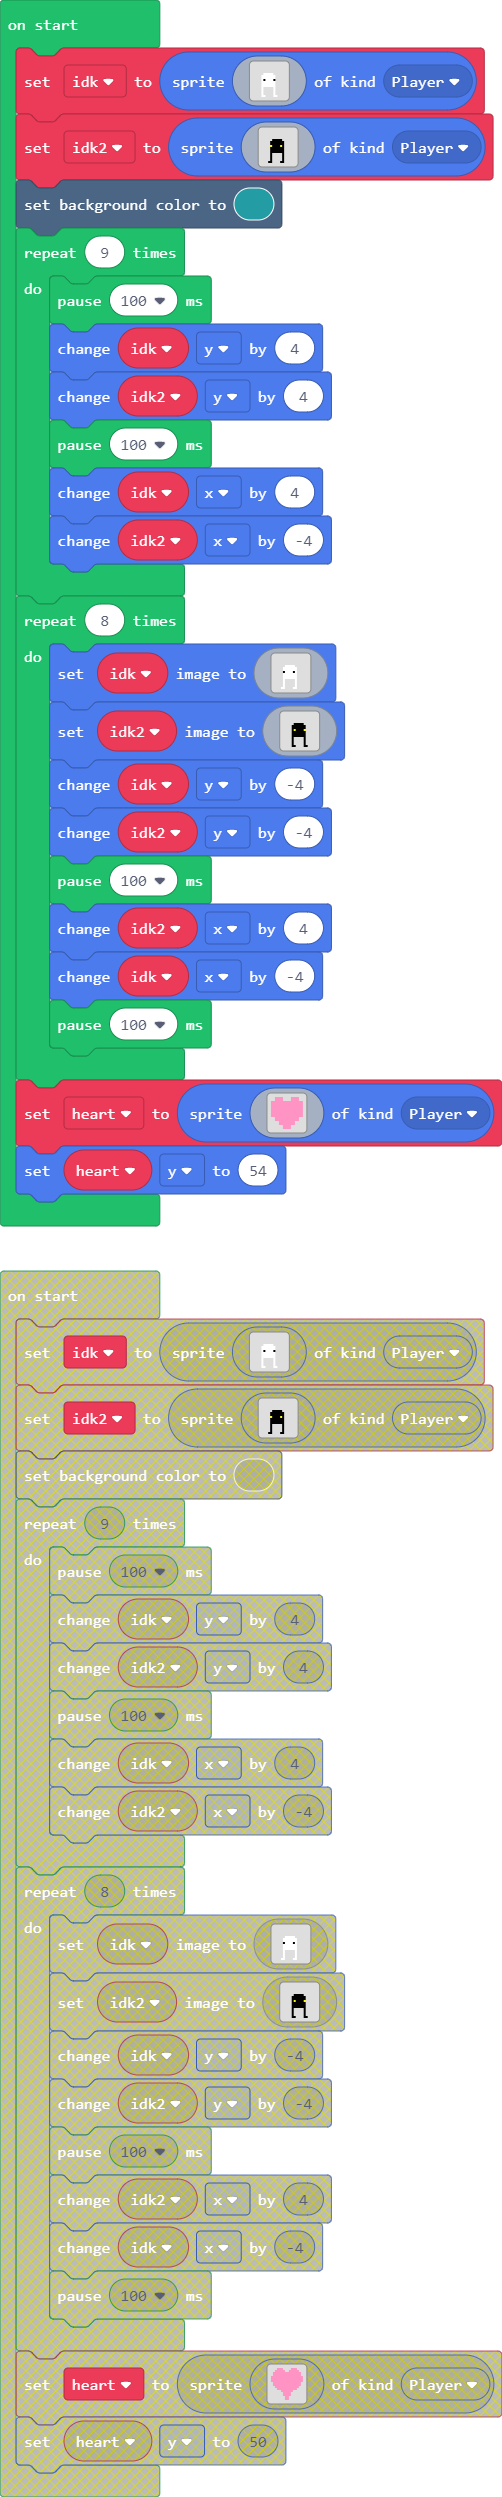 on start
set idk to sprite of kind Player
set idk2 to sprite of kind Player
set background color to
repeat 9 times
do
pause 100 ms
change idk y by 4
change idk2 y by 4
pause 100 ms
change idk x by 4
change idk2 x by -4
repeat 8 times
do
set idk image to
set idk2 image to
change idk y by -4
change idk2 y by -4
pause 100 ms
change idk2 x by 4
change idk x by -4
pause 100 ms
set heart to sprite of kind Player
set heart y to 54
on start
set idk to sprite of kind Player
set idk2 to sprite of kind Player
set background color to
repeat 9 times
do
pause 100 ms
change idk y by 4
change idk2 y by 4
pause 100 ms
change idk x by 4
change idk2 x by -4
repeat 8 times
do
set idk image to
set idk2 image to
change idk y by -4
change idk2 y by -4
pause 100 ms
change idk2 x by 4
change idk x by -4
pause 100 ms
set heart to sprite of kind Player
set heart y to 50